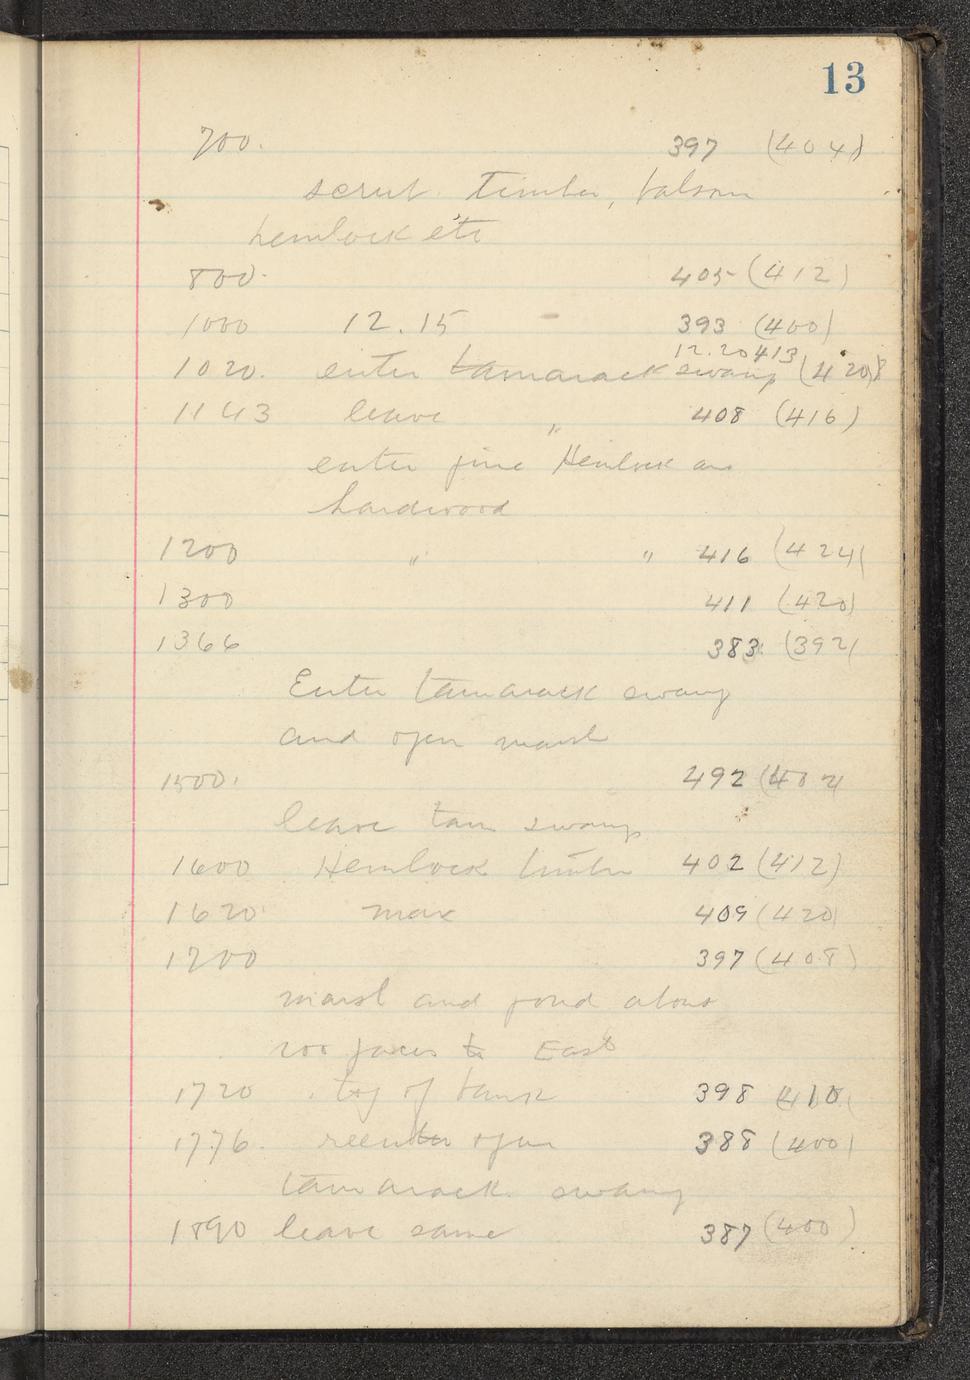 13
700. 397 (404)
scrub timber, balsam
hemlock etc
800. 405 (412)
1000 12.15 393 (400)
12.20 413
1020. enter tamarack swamp (420)
1143 leave " 408 (416)
enter fine Hemlock and
hardwood
1200 " " 416 (424)
1300 411 (420)
1366 383 (392)
Enter tamarack swamp
and open marsh
1500. 492 (402)
leave tam swamp
1600 Hemlock timber 402 (412)
1620 max 409 (420)
1700 397 (408)
marsh and pond about
200 paces to East
1720 top of bank 398 (410)
1776. reenter open 388 (400)
tamarack swamp
1890 leave same 387 (400)